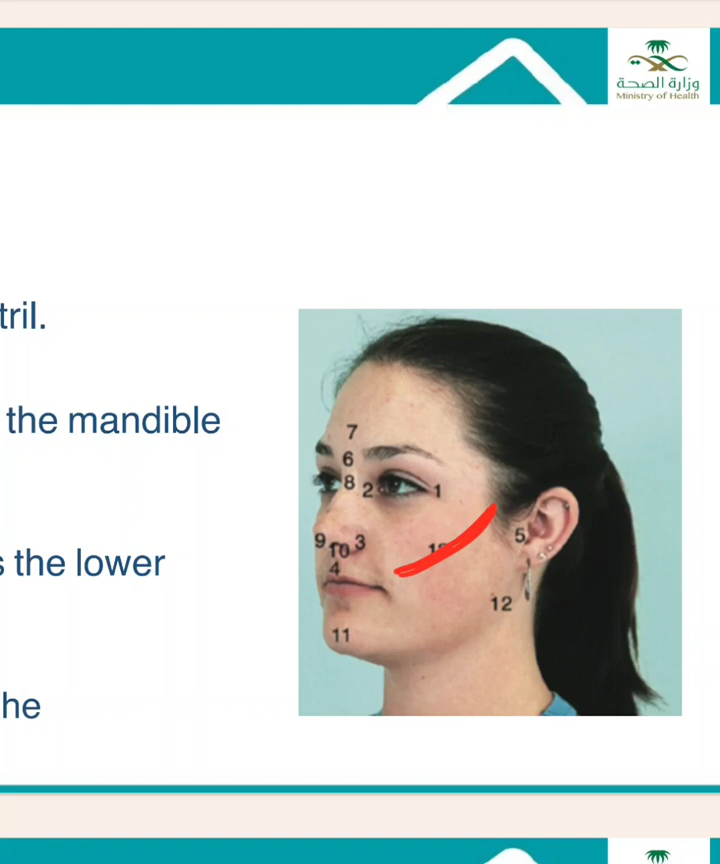 وزارة الصحة
Ministry of Health
tril.
the mandible
7
6
8
2
1
9
10
3
5
4
12
11
s the lower
he